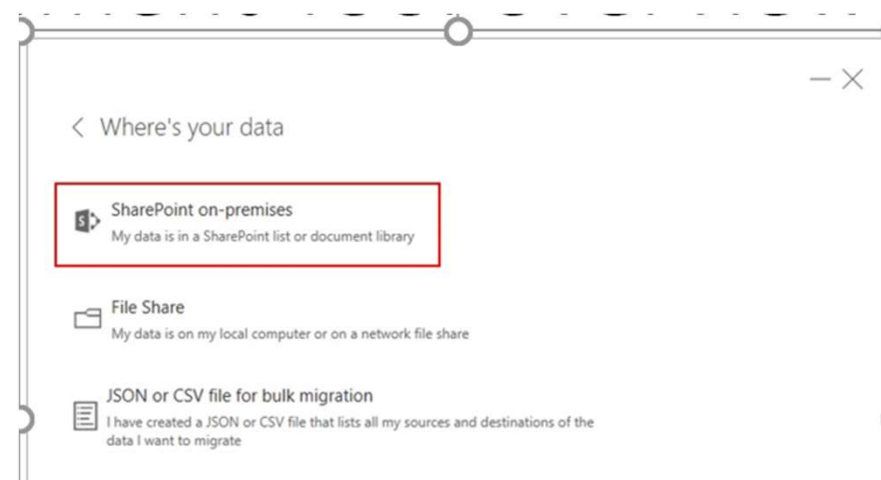 Where's your data
SharePoint on-premises
My data is in a SharePoint list or document library
File Share
My data is on my local computer or on a network file share
JSON or CSV file for bulk migration
I have created a JSON or CSV file that lists all my sources and destinations of the
data I want to migrate